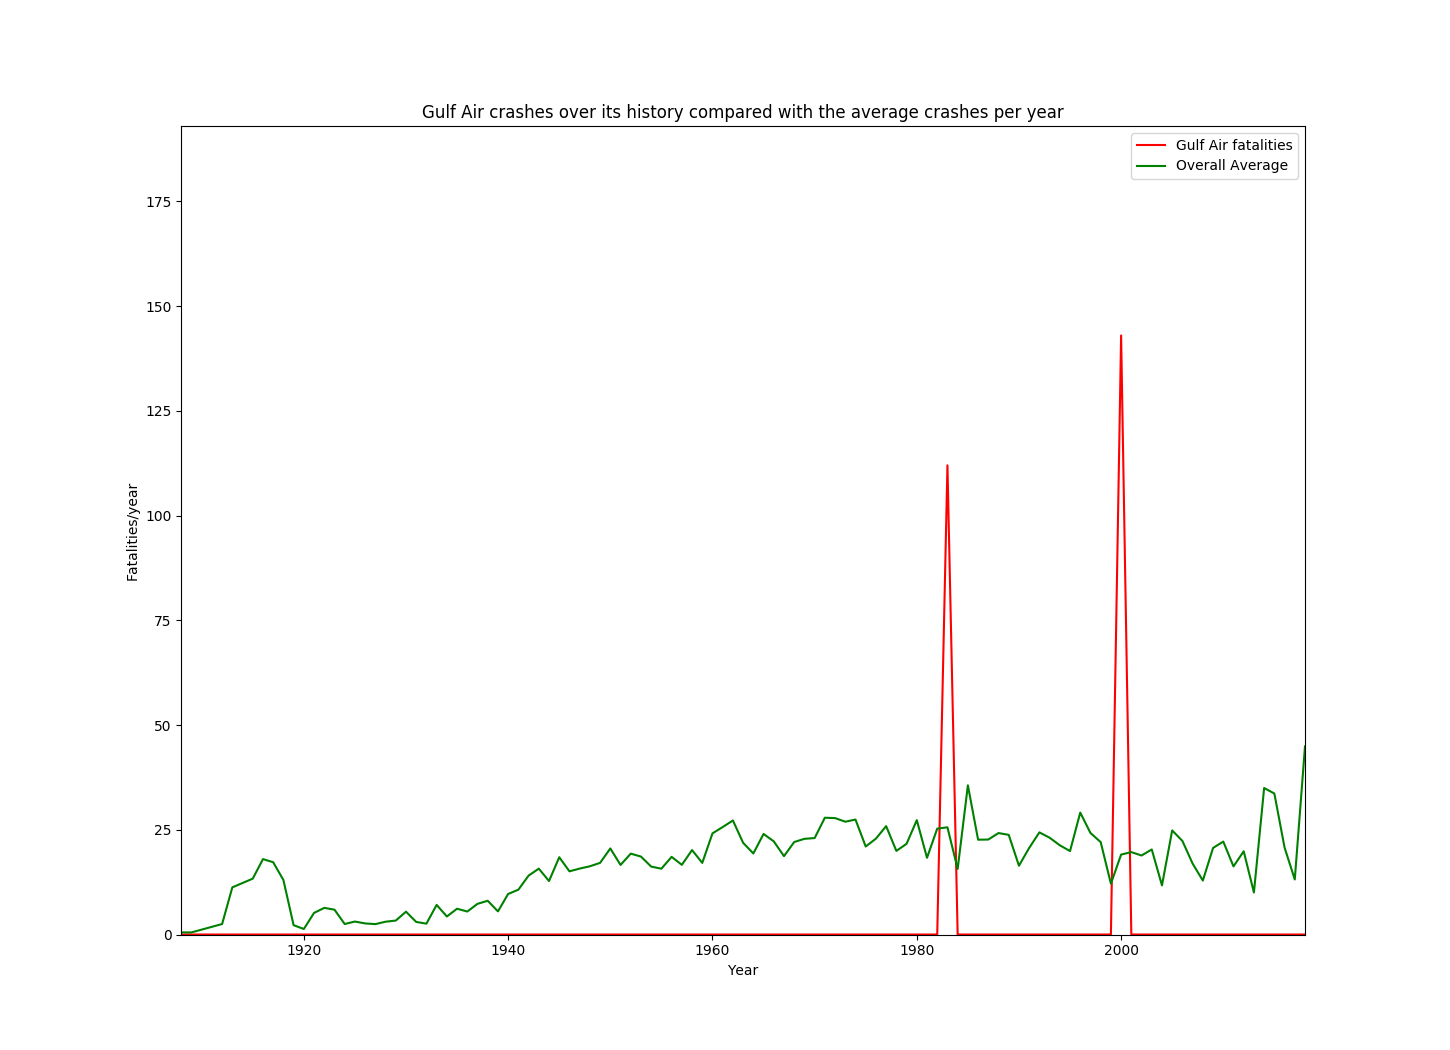 Gulf Air crashes over its history compared with the average crashes per year
Gulf Air fatalities
Overall Average
175
150
125
100
75
50
25
0
Fatalities/year
1920 1940 1960 1980 2000
Year